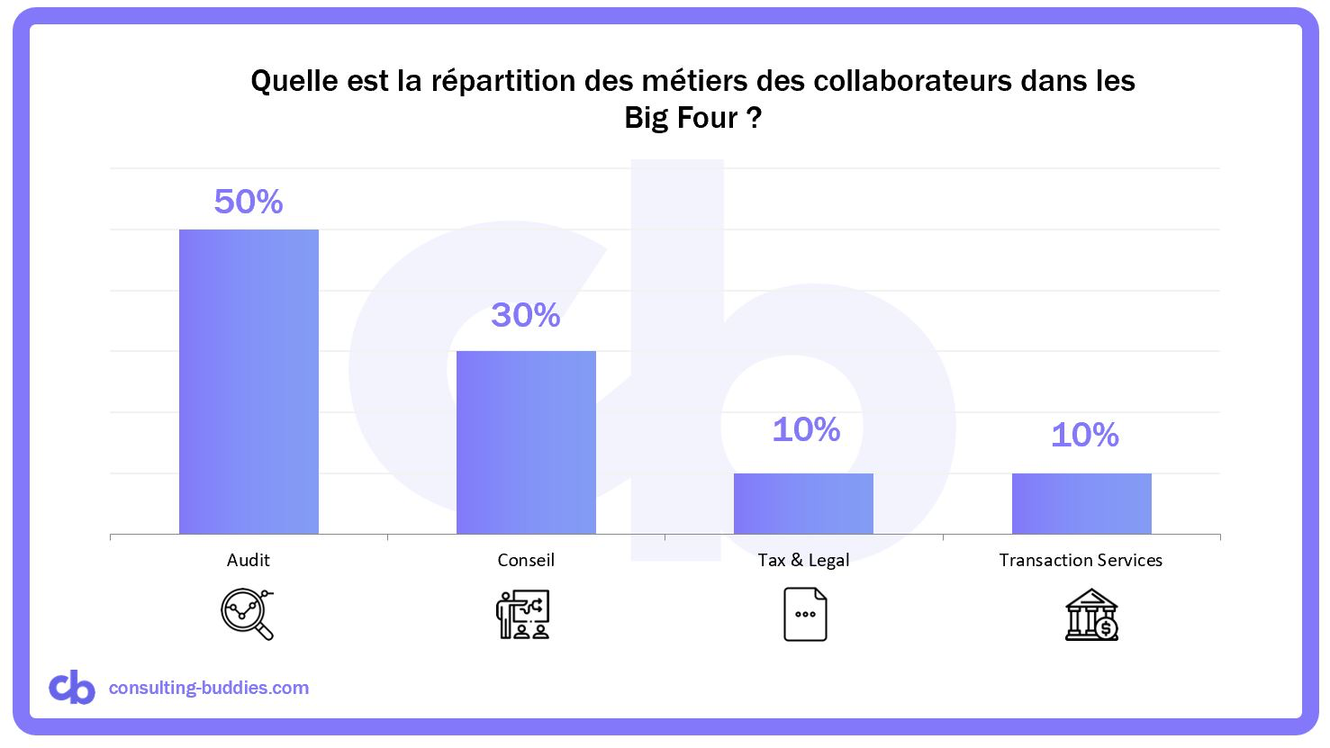 Quelle est la répartition des métiers des collaborateurs dans les
Big Four ?
50%
30%
10%
10%
Audit
Conseil
Tax & Legal
Transaction Services
cb
consulting-buddies.com